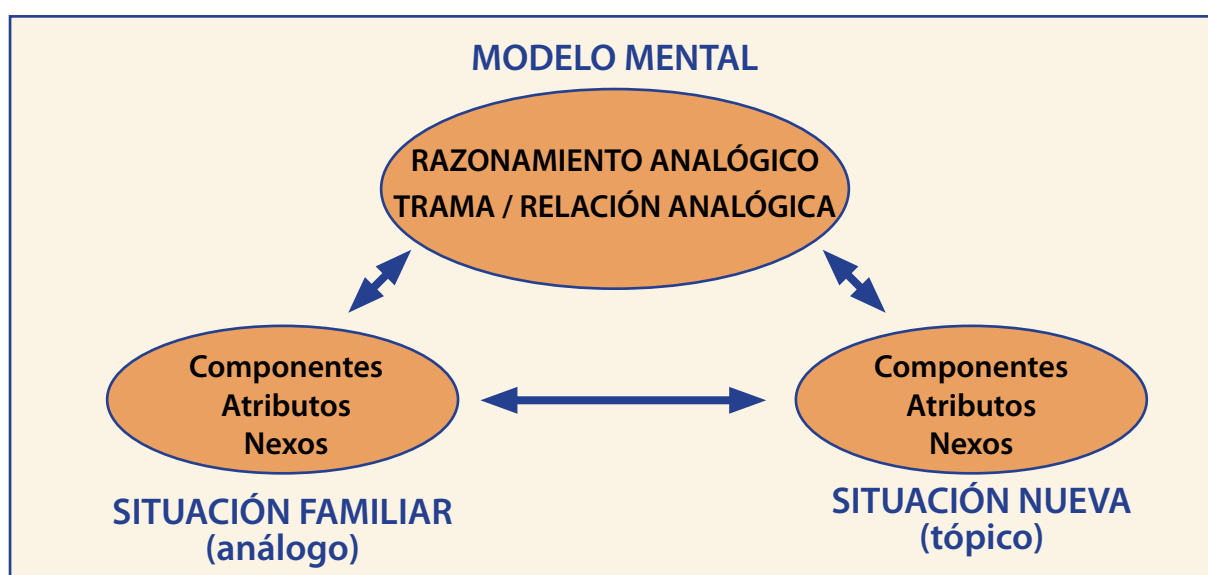 MODELO MENTAL
RAZONAMIENTO ANALÓGICO
TRAMA / RELACIÓN ANALÓGICA
Componentes
Atributos
Nexos
SITUACIÓN FAMILIAR
(análogo)
Componentes
Atributos
Nexos
SITUACIÓN NUEVA
(tópico)